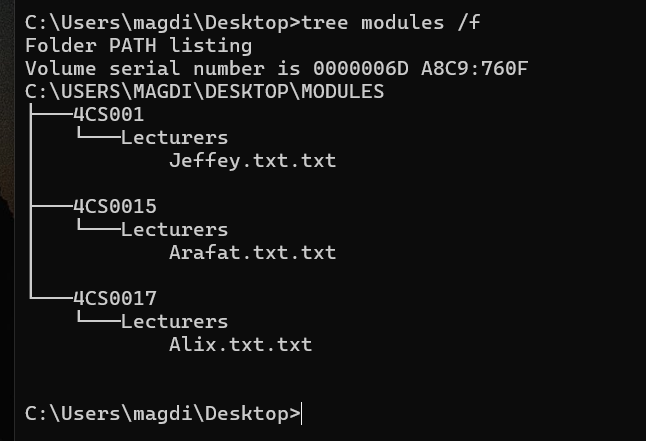 C:\Users\magdi\Desktop>tree modules /f
Folder PATH listing
Volume serial number is 0000006D A8C9:760F
C:\USERS\MAGDI\DESKTOP\MODULES
├───4CS001
│   └───Lecturers
│           Jeffey.txt.txt
│
├───4CS0015
│   └───Lecturers
│           Arafat.txt.txt
│
└───4CS0017
    └───Lecturers
            Alix.txt.txt
C:\Users\magdi\Desktop>